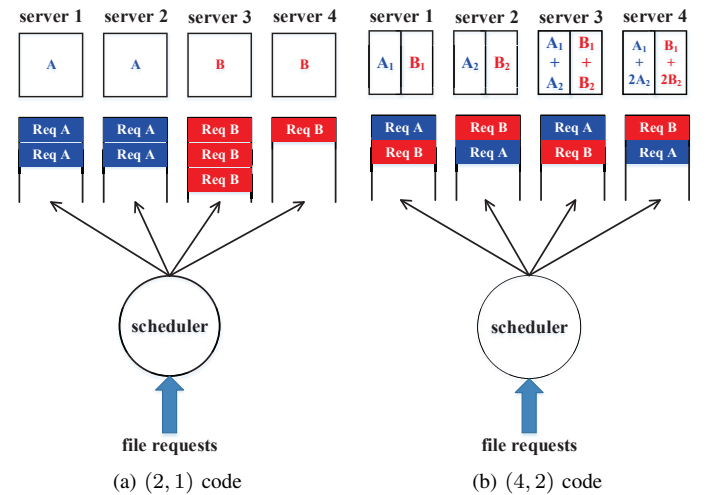 server 1 server 2 server 3 server 4
A A B B
Req A Req A Req B Req B
Req A Req A Req B
Req B
scheduler
file requests
(a) (2, 1) code
server 1 server 2 server 3 server 4
A₁ B₁ A₂ B₂ A₁ + A₂ B₁ + B₂ A₁ + 2A₂ B₁ + 2B₂
Req A Req B Req A Req B
Req B Req A Req B Req A
scheduler
file requests
(b) (4, 2) code